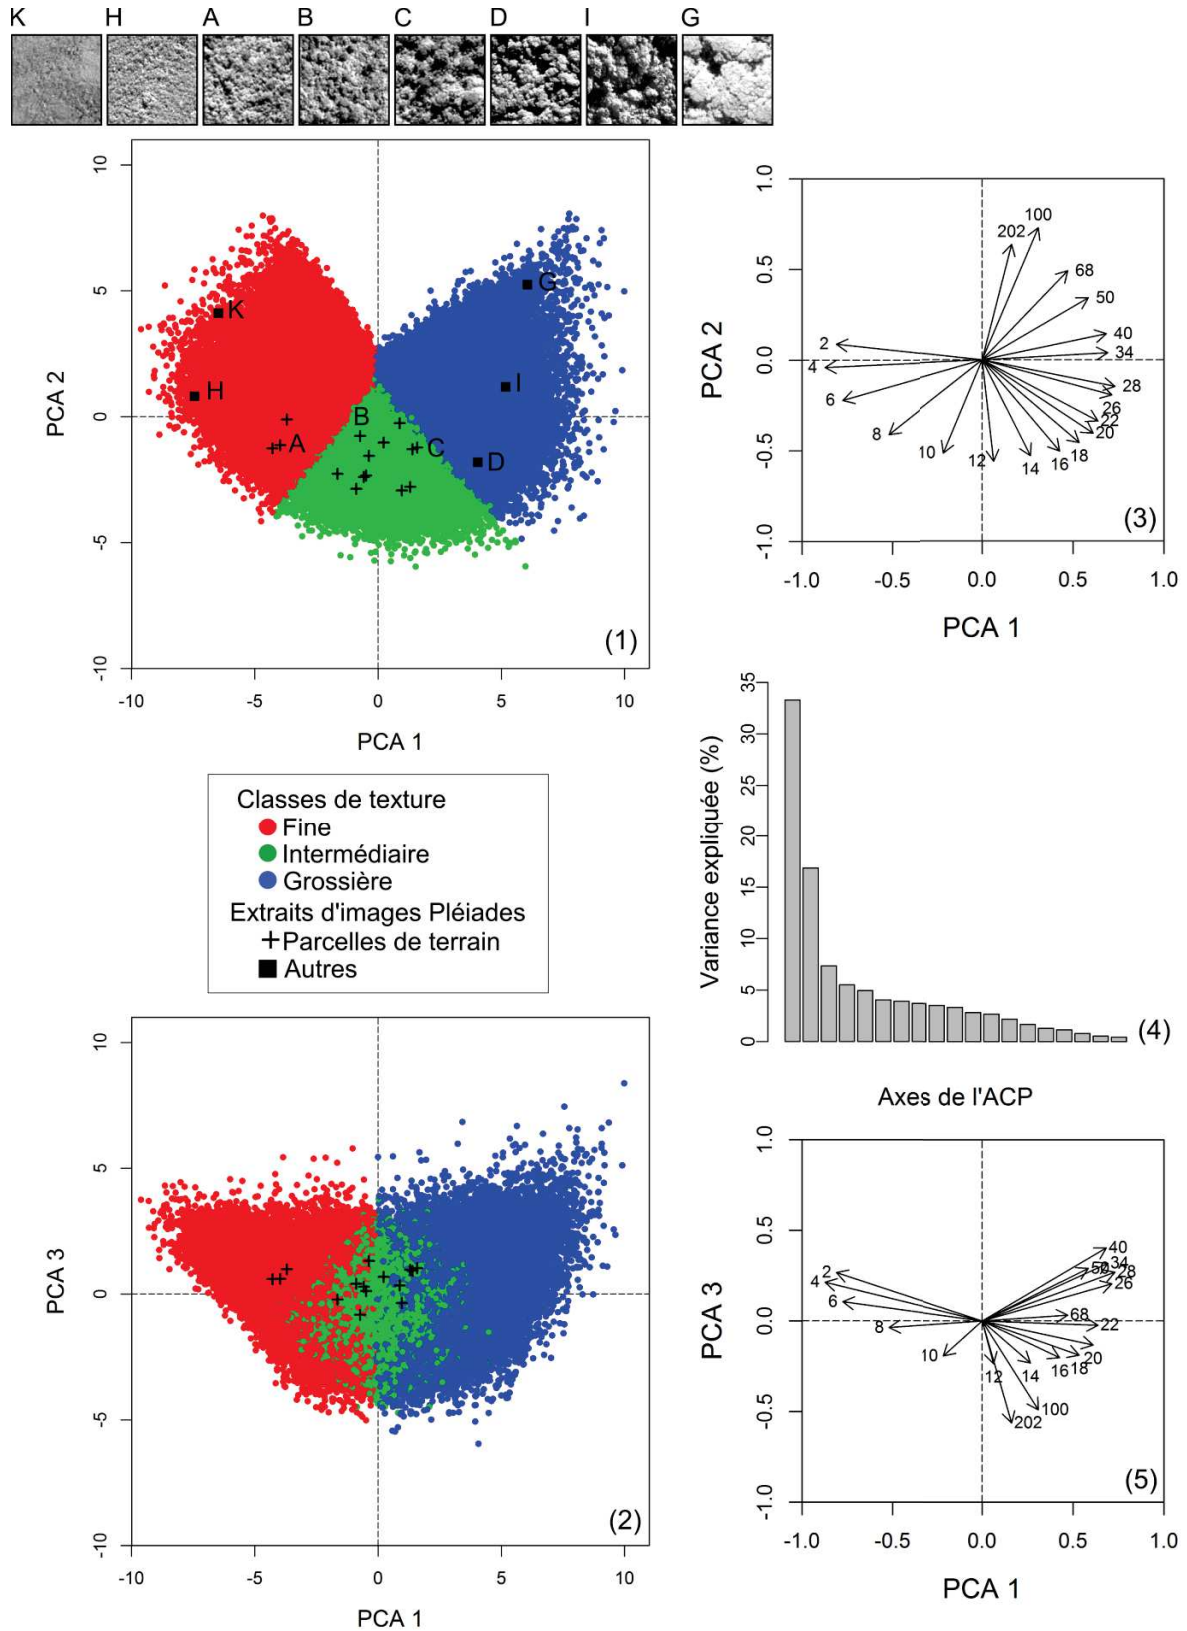 K H A B C D I G
10
5
0
-5
-10
PCA 2
K
G
H
I
B
A
C
D
(1)
-10 -5 0 5 10
PCA 1
1.0
0.5
0.0
-0.5
-1.0
PCA 2
100
202
68
50
40
2
34
4
28
6
26
22
8
20
10
12
14
16
18
(3)
-1.0 -0.5 0.0 0.5 1.0
PCA 1
Classes de texture
Fine
Intermédiaire
Grossière
Extraits d'images Pléiades
Parcelles de terrain
Autres
35
30
25
20
15
10
5
0
Variance expliquée (%)
(4)
Axes de l'ACP
10
5
0
-5
-10
PCA 3
(2)
-10 -5 0 5 10
PCA 1
1.0
0.5
0.0
-0.5
-1.0
PCA 3
40
34
50
28
2
4
26
6
68
22
8
20
10
12
14
16
18
100
202
(5)
-1.0 -0.5 0.0 0.5 1.0
PCA 1